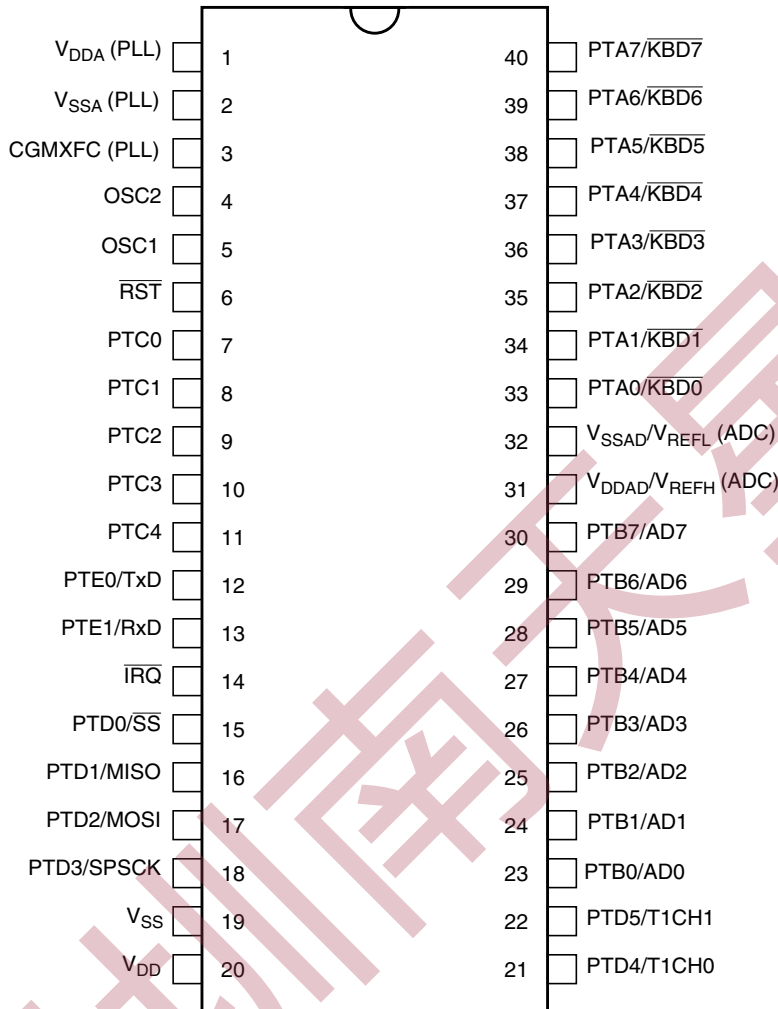 VDDA (PLL) 1 40 PTA7/KBD7
VSSA (PLL) 2 39 PTA6/KBD6
CGMXFC (PLL) 3 38 PTA5/KBD5
OSC2 4 37 PTA4/KBD4
OSC1 5 36 PTA3/KBD3
RST 6 35 PTA2/KBD2
PTC0 7 34 PTA1/KBD1
PTC1 8 33 PTA0/KBD0
PTC2 9 32 VSSAD/VREFL (ADC)
PTC3 10 31 VDDAD/VREFH (ADC)
PTC4 11 30 PTB7/AD7
PTE0/TxD 12 29 PTB6/AD6
PTE1/RxD 13 28 PTB5/AD5
IRQ 14 27 PTB4/AD4
PTD0/SS 15 26 PTB3/AD3
PTD1/MISO 16 25 PTB2/AD2
PTD2/MOSI 17 24 PTB1/AD1
PTD3/SPSCK 18 23 PTB0/AD0
VSS 19 22 PTD5/T1CH1
VDD 20 21 PTD4/T1CH0
圳南天